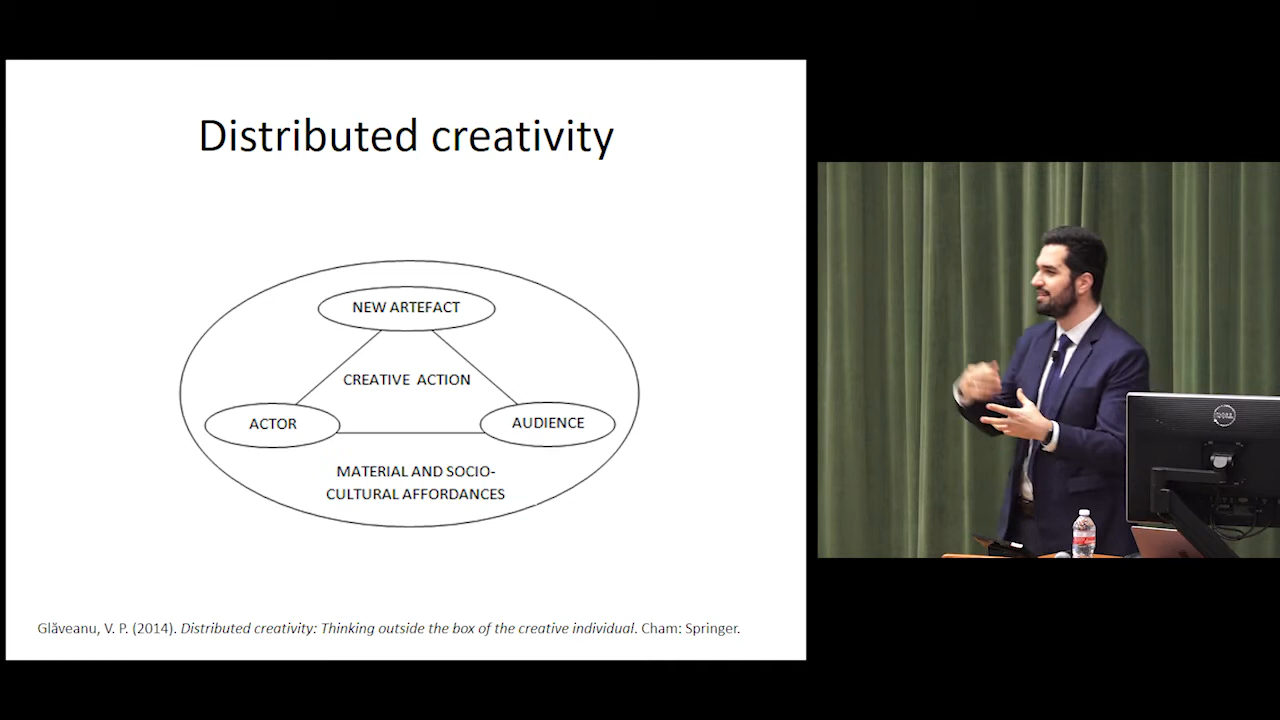 Distributed creativity
NEW ARTEFACT
CREATIVE ACTION
ACTOR
AUDIENCE
MATERIAL AND SOCIO-
CULTURAL AFFORDANCES
Glăveanu, V. P. (2014). Distributed creativity: Thinking outside the box of the creative individual. Cham: Springer.
DELL